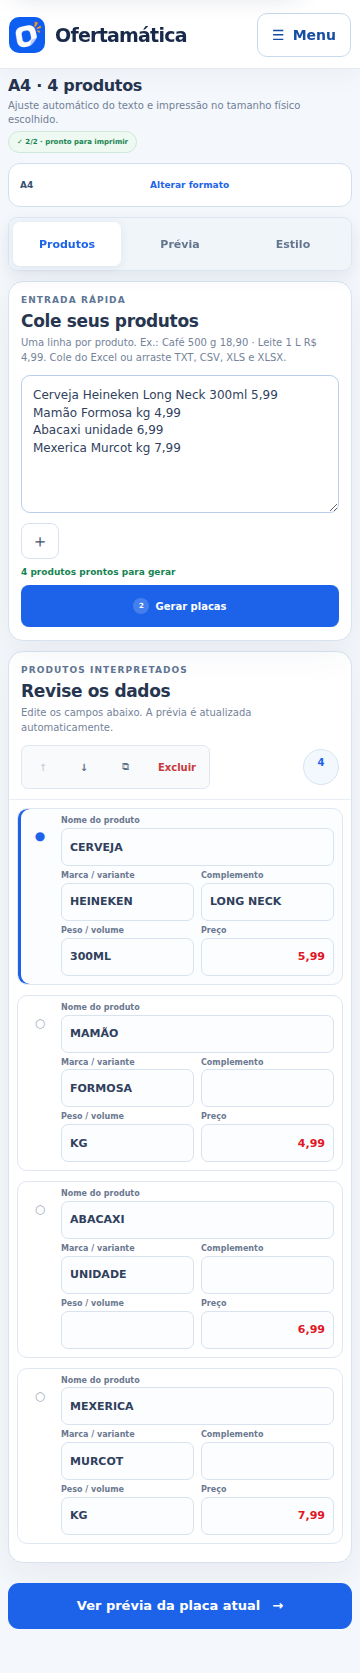 Ofertamática
☰ Menu
A4 · 4 produtos
Ajuste automático do texto e impressão no tamanho físico
escolhido.
✓ 2/2 · pronto para imprimir
A4 Alterar formato
Produtos Prévia Estilo
ENTRADA RÁPIDA
Cole seus produtos
Uma linha por produto. Ex.: Café 500 g 18,90 · Leite 1 L R$
4,99. Cole do Excel ou arraste TXT, CSV, XLS e XLSX.
Cerveja Heineken Long Neck 300ml 5,99
Mamão Formosa kg 4,99
Abacaxi unidade 6,99
Mexerica Murcot kg 7,99
+
4 produtos prontos para gerar
2 Gerar placas
PRODUTOS INTERPRETADOS
Revise os dados
Edite os campos abaixo. A prévia é atualizada
automaticamente.
↑ ↓ ⧉ Excluir
4
Nome do produto
CERVEJA
Marca / variante Complemento
HEINEKEN LONG NECK
Peso / volume Preço
300ML 5,99
Nome do produto
MAMÃO
Marca / variante Complemento
FORMOSA
Peso / volume Preço
KG 4,99
Nome do produto
ABACAXI
Marca / variante Complemento
UNIDADE
Peso / volume Preço
6,99
Nome do produto
MEXERICA
Marca / variante Complemento
MURCOT
Peso / volume Preço
KG 7,99
Ver prévia da placa atual →